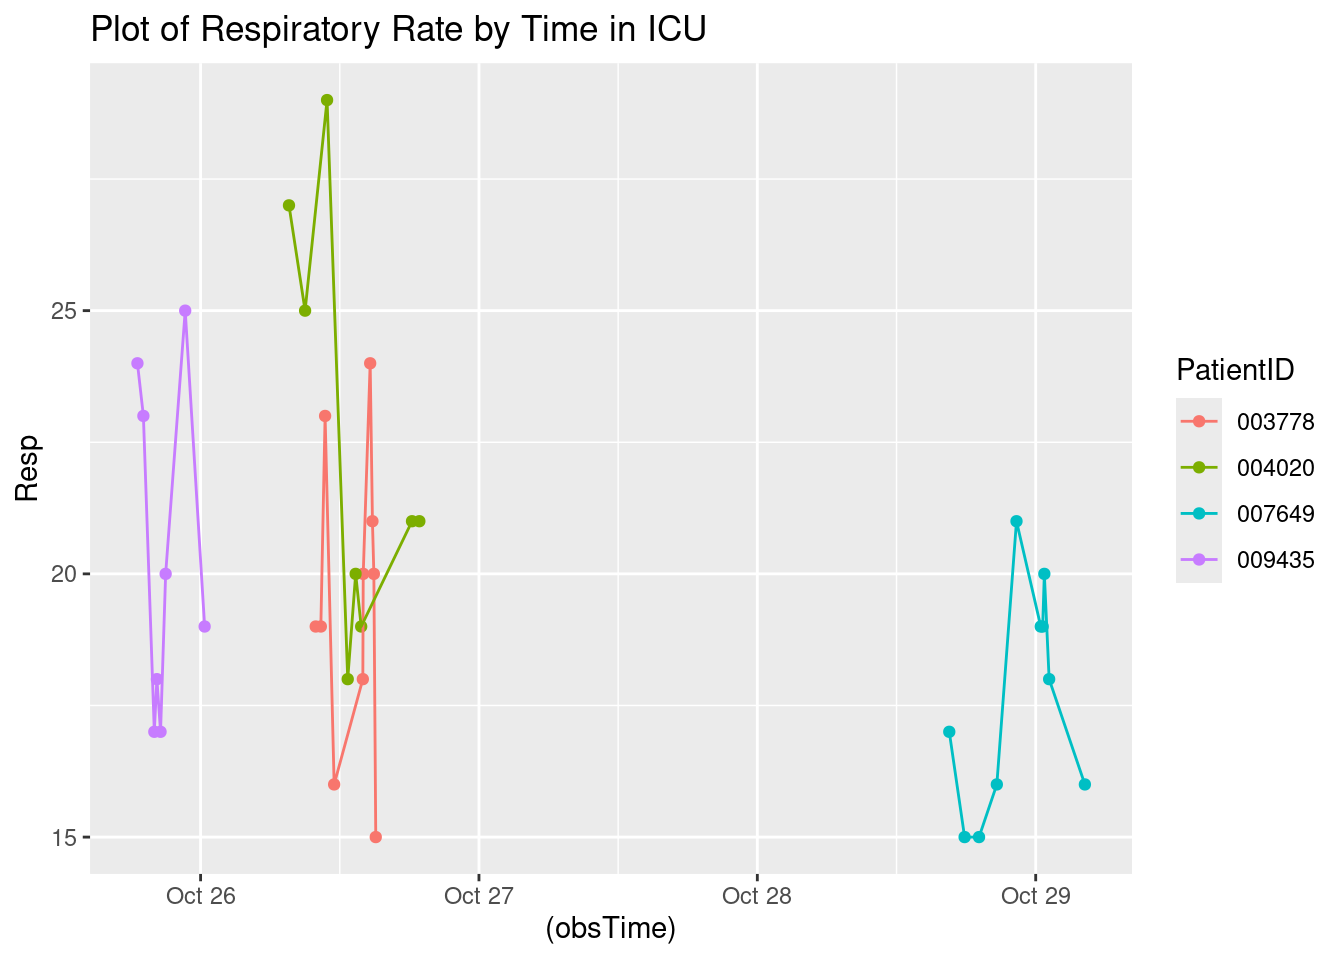 Plot of Respiratory Rate by Time in ICU
25
20
15
Resp
Oct 26 Oct 27 Oct 28 Oct 29
(obsTime)
PatientID
003778
004020
007649
009435